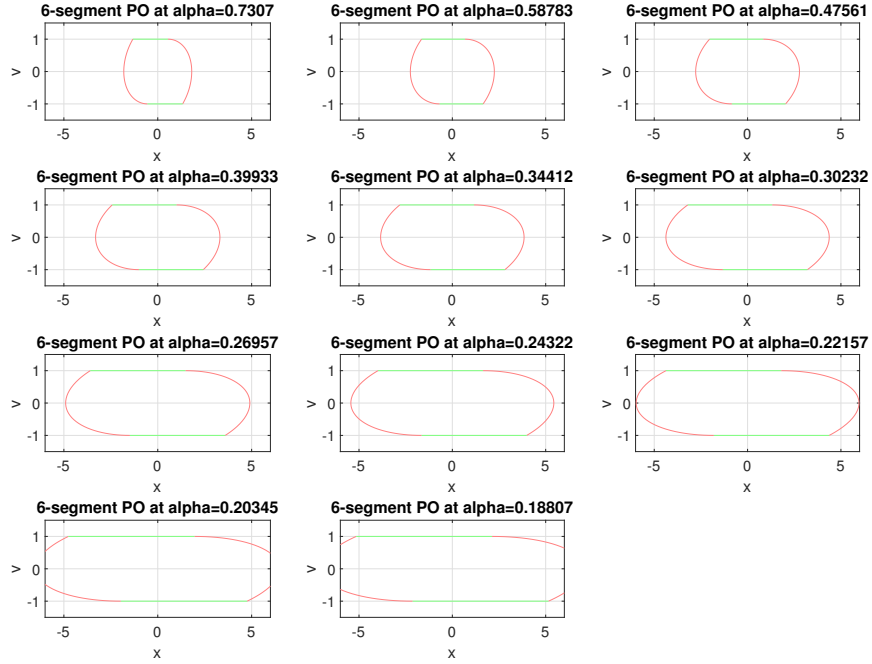 6-segment PO at alpha=0.7307
6-segment PO at alpha=0.58783
6-segment PO at alpha=0.47561
1
0
-1
v
-5
0
5
x
1
0
-1
v
-5
0
5
x
1
0
-1
v
-5
0
5
x
6-segment PO at alpha=0.39933
6-segment PO at alpha=0.34412
6-segment PO at alpha=0.30232
1
0
-1
v
-5
0
5
x
1
0
-1
v
-5
0
5
x
1
0
-1
v
-5
0
5
x
6-segment PO at alpha=0.26957
6-segment PO at alpha=0.24322
6-segment PO at alpha=0.22157
1
0
-1
v
-5
0
5
x
1
0
-1
v
-5
0
5
x
1
0
-1
v
-5
0
5
x
6-segment PO at alpha=0.20345
6-segment PO at alpha=0.18807
1
0
-1
v
-5
0
5
x
1
0
-1
v
-5
0
5
x